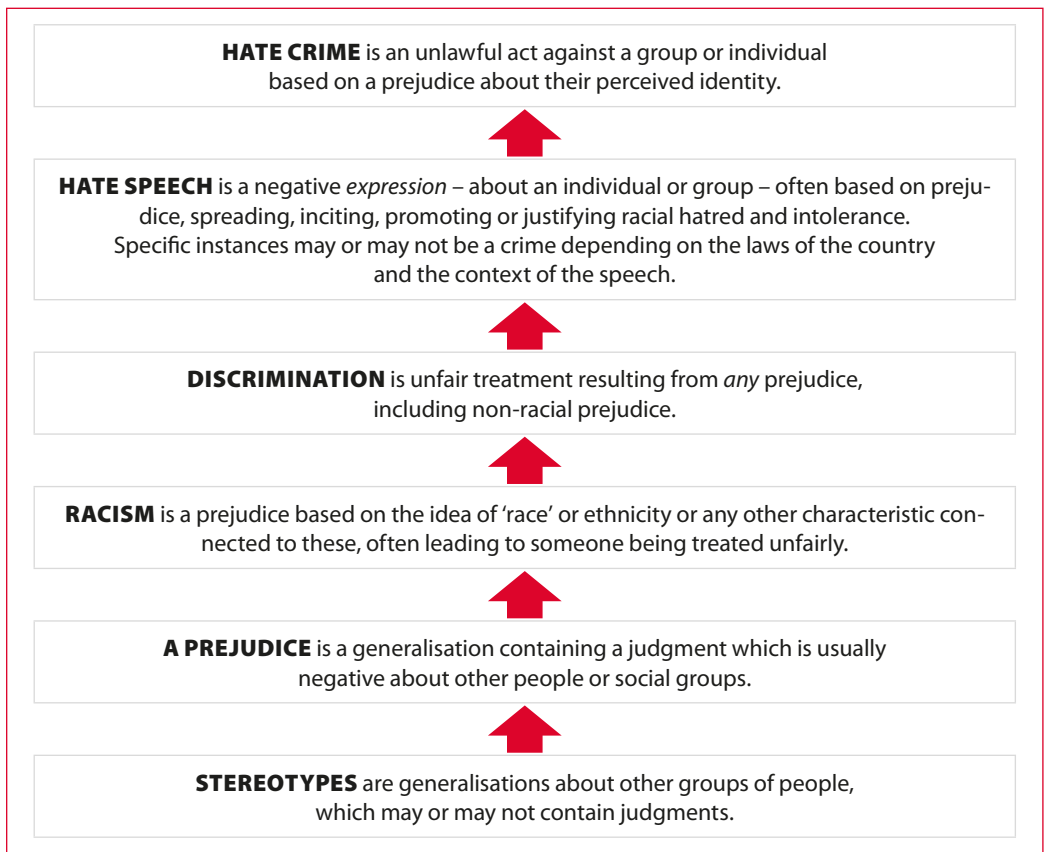 HATE CRIME is an unlawful act against a group or individual
based on a prejudice about their perceived identity.
HATE SPEECH is a negative expression – about an individual or group – often based on preju-
dice, spreading, inciting, promoting or justifying racial hatred and intolerance.
Specific instances may or may not be a crime depending on the laws of the country
and the context of the speech.
DISCRIMINATION is unfair treatment resulting from any prejudice,
including non-racial prejudice.
RACISM is a prejudice based on the idea of ‘race’ or ethnicity or any other characteristic con-
nected to these, often leading to someone being treated unfairly.
A PREJUDICE is a generalisation containing a judgment which is usually
negative about other people or social groups.
STEREOTYPES are generalisations about other groups of people,
which may or may not contain judgments.